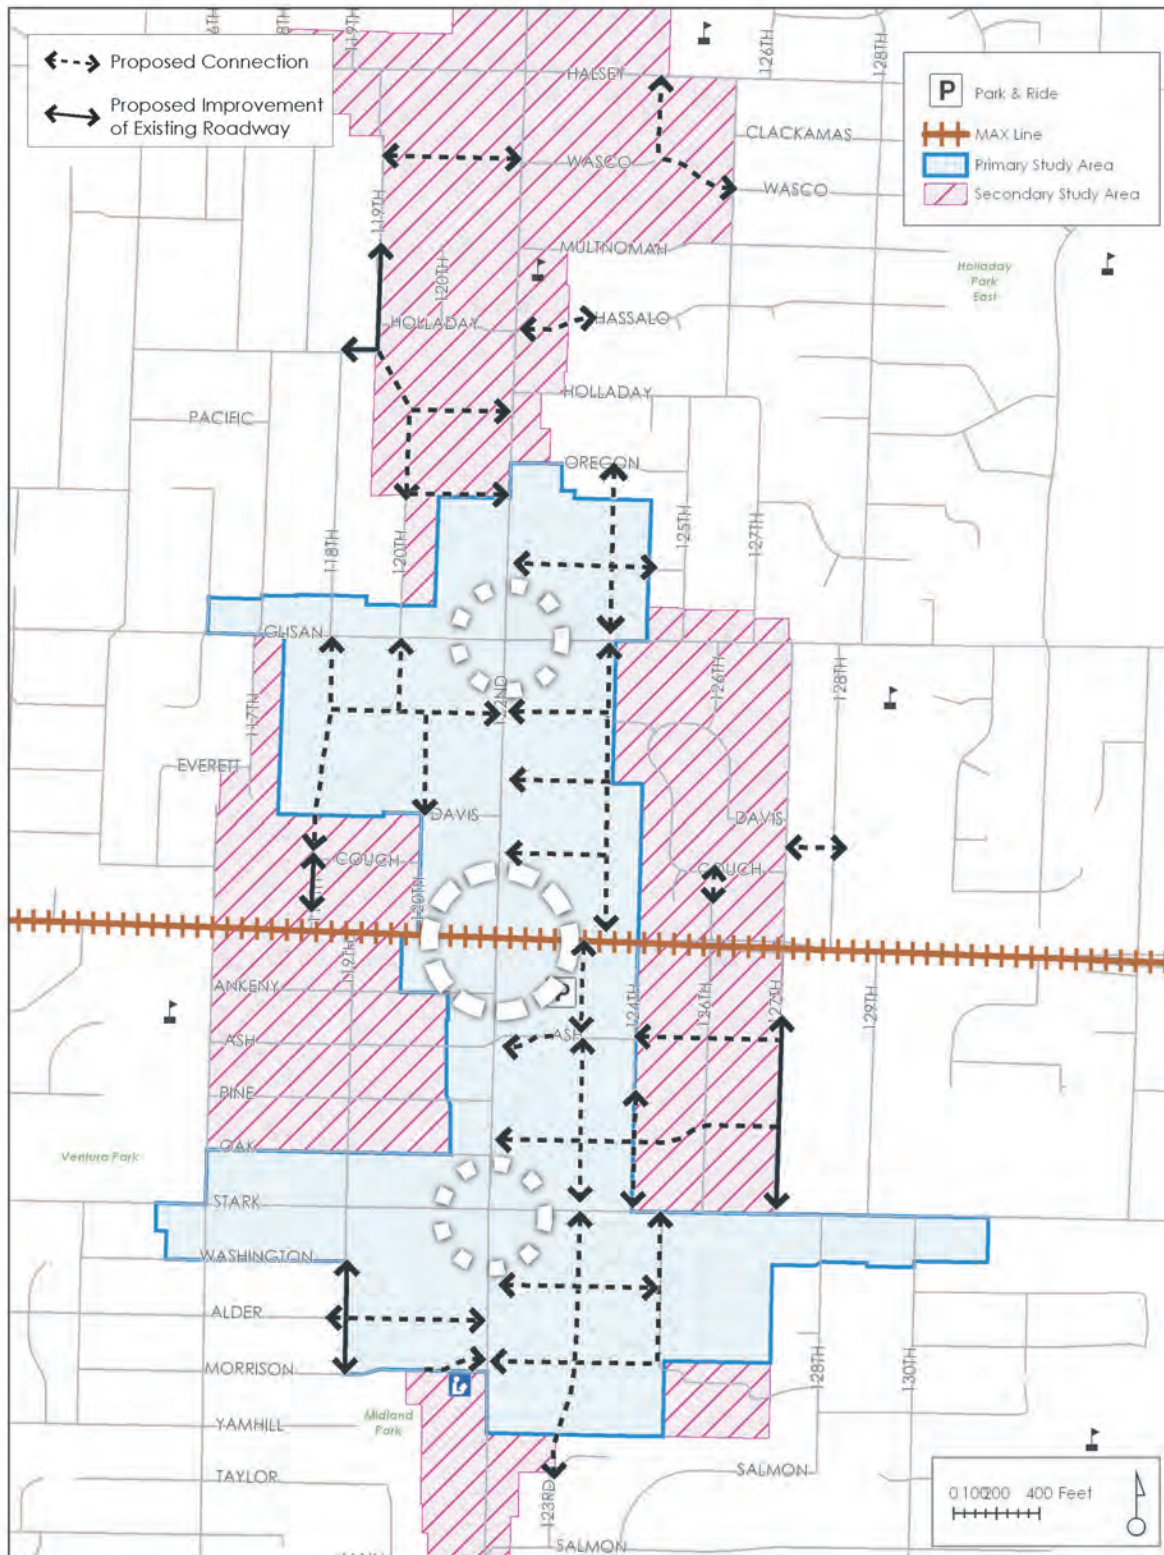 118TH
119TH
Proposed Connection
Proposed Improvement
of Existing Roadway
126TH
128TH
P
Park & Ride
MAX Line
Primary Study Area
Secondary Study Area
HALSEY
CLACKAMAS
WASCO
WASCO
119TH
MULTNOMAH
120TH
Holladay
Park
East
HOLLADAY
HASSALO
HOLLADAY
PACIFIC
OREGON
118TH
120TH
125TH
127TH
GLISAN
117TH
122ND
126TH
128TH
EVERETT
DAVIS
DAVIS
COUCH
COUCH
120TH
119TH
ANKENY
P
124TH
126TH
127TH
129TH
ASH
ASH
PINE
OAK
Ventura Park
STARK
WASHINGTON
ALDER
MORRISON
128TH
130TH
YAMHILL
Midland
Park
TAYLOR
SALMON
123RD
SALMON
0 100 200 400 Feet